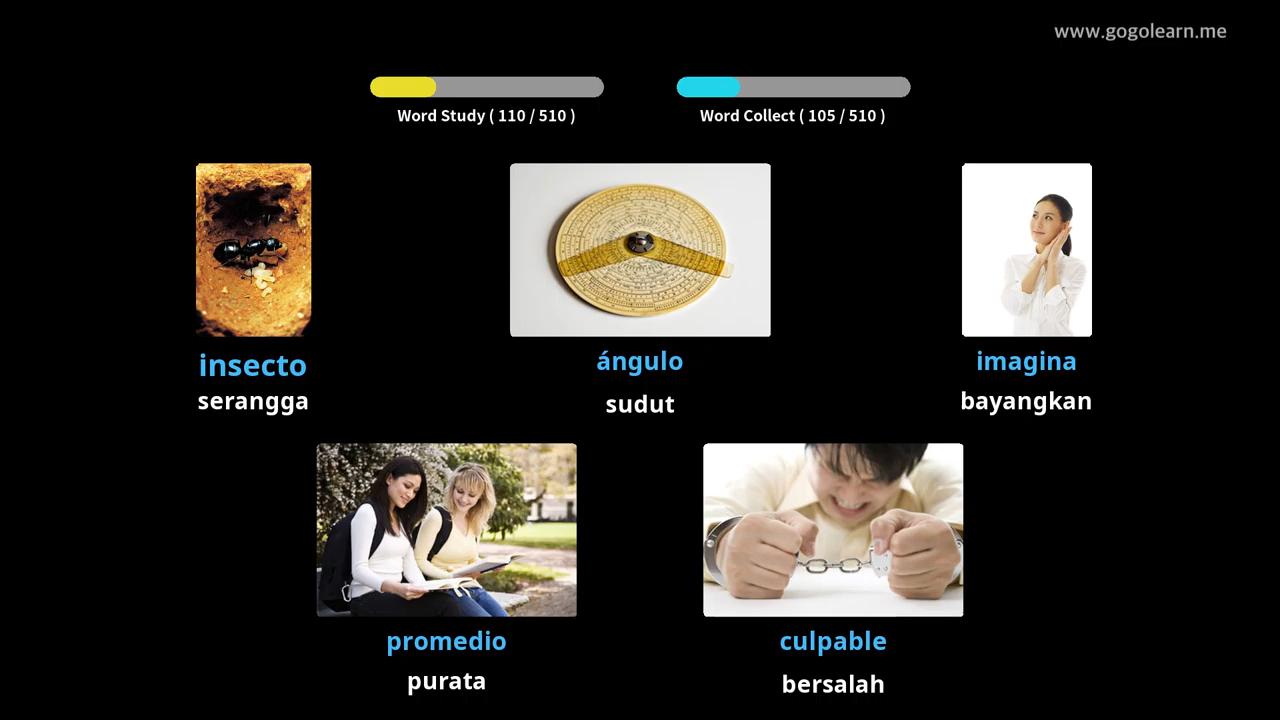 www.gogolearn.me
Word Study ( 110 / 510 )
Word Collect ( 105 / 510 )
insecto
serangga
ángulo
sudut
imagina
bayangkan
promedio
purata
culpable
bersalah